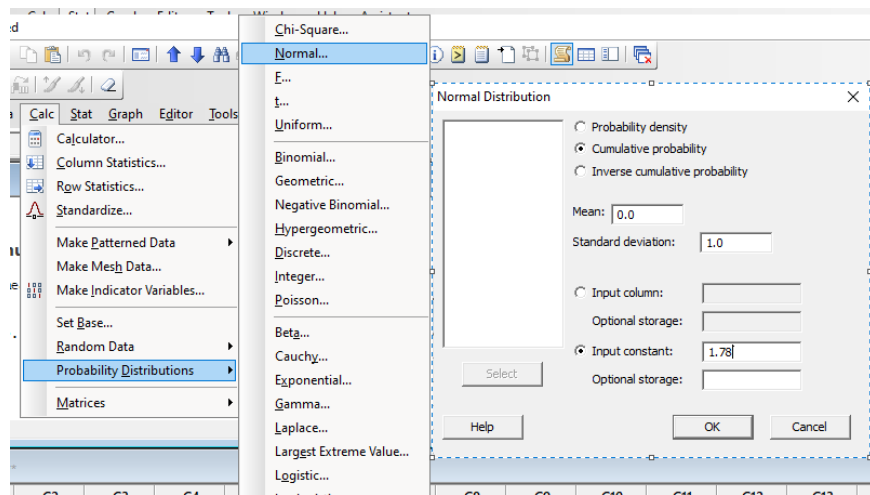 ed
Calc Stat Graph Editor Tools
Calculator...
Column Statistics...
Row Statistics...
Standardize...
Make Patterned Data
Make Mesh Data...
Make Indicator Variables...
Set Base...
Random Data
Probability Distributions
Matrices
Chi-Square...
Normal...
F...
t...
Uniform...
Binomial...
Geometric...
Negative Binomial...
Hypergeometric...
Discrete...
Integer...
Poisson...
Beta...
Cauchy...
Exponential...
Gamma...
Laplace...
Largest Extreme Value...
Logistic...
Normal Distribution
Probability density
Cumulative probability
Inverse cumulative probability
Mean: 0.0
Standard deviation: 1.0
Input column:
Optional storage:
Input constant: 1.78
Optional storage:
Select
Help OK Cancel